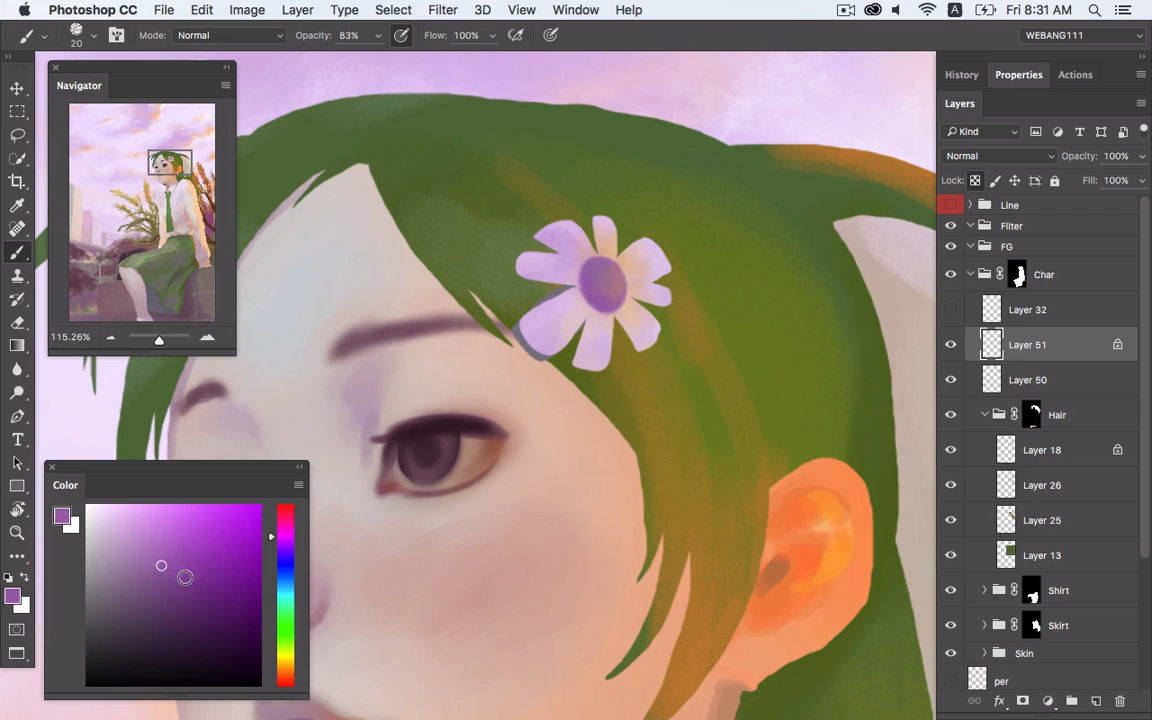 Photoshop CC File Edit Image Layer Type Select Filter 3D View Window Help A Fri 8:31 AM
20 Mode: Normal Opacity: 83% Flow: 100% WEBANG111
Navigator
115.26%
Color
History Properties Actions
Layers
Kind
Normal Opacity: 100%
Lock: Fill: 100%
Line
Filter
FG
Char
Layer 32
Layer 51
Layer 50
Hair
Layer 18
Layer 26
Layer 25
Layer 13
Shirt
Skirt
Skin
per
fx